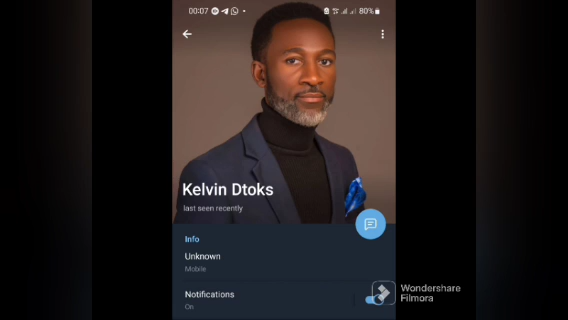 00:07
80%
Kelvin Dtoks
last seen recently
Info
Unknown
Mobile
Notifications
On
Wondershare
Filmora